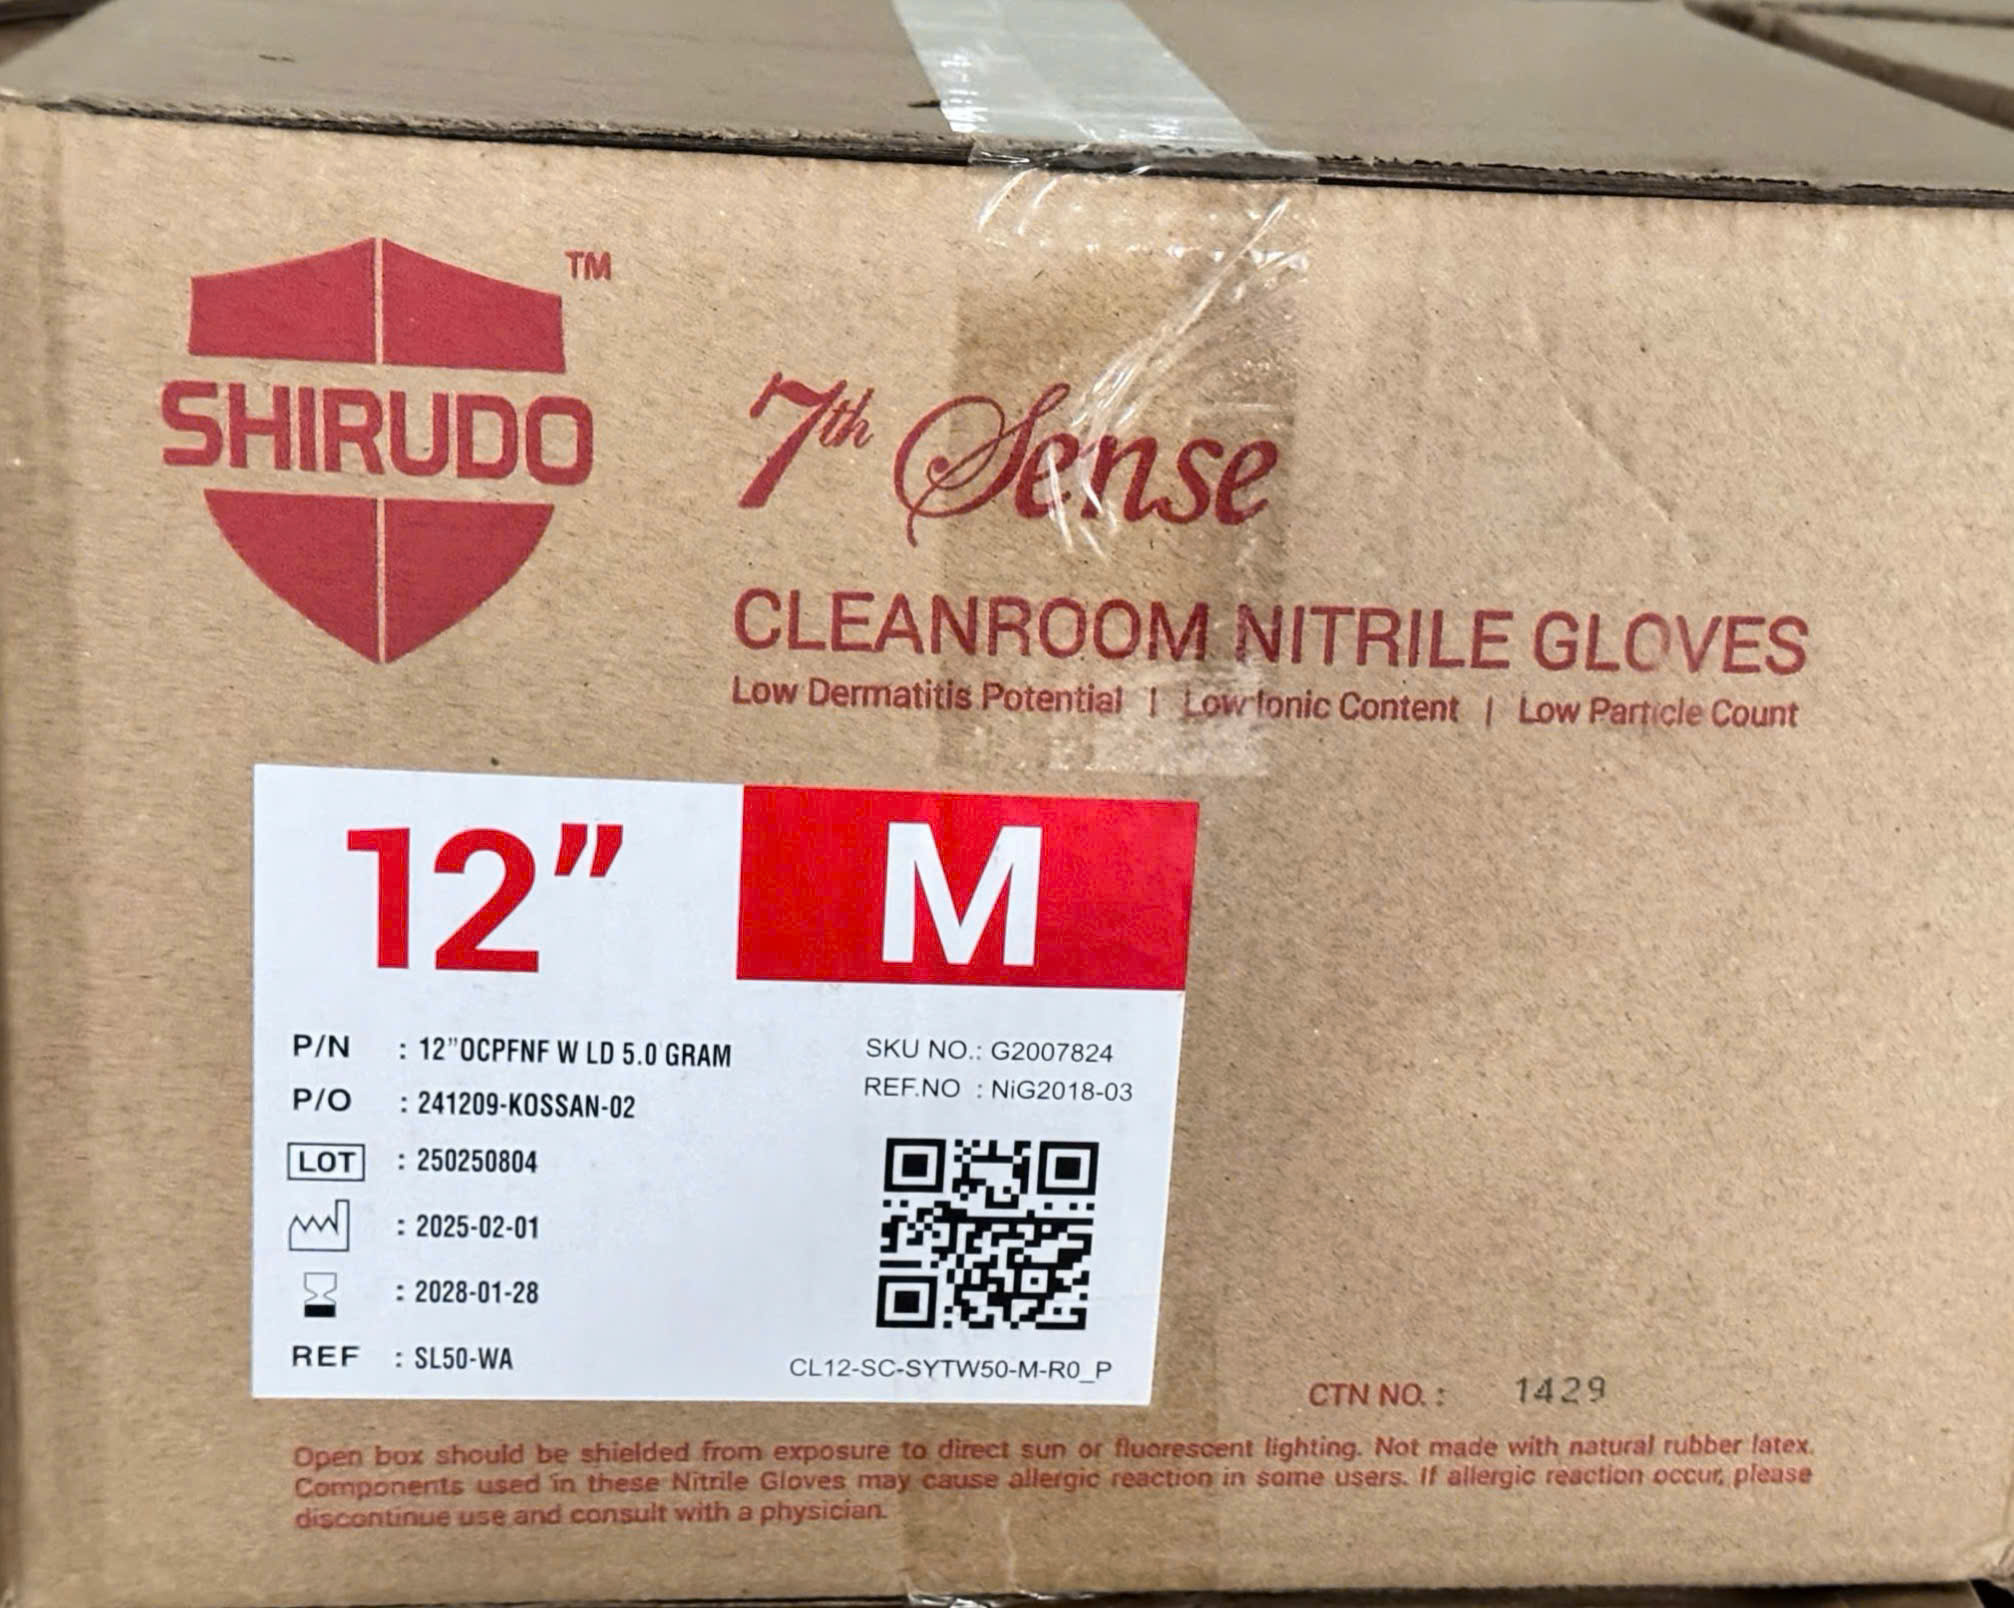 TM
SHIRUDO
7th Sense
CLEANROOM NITRILE GLOVES
Low Dermatitis Potential | Low Ionic Content | Low Particle Count
12” M
P/N : 12”OCPFNF W LD 5.0 GRAM
P/O : 241209-KOSSAN-02
LOT : 250250804
: 2025-02-01
: 2028-01-28
REF : SL50-WA
SKU NO.: G2007824
REF.NO : NiG2018-03
CL12-SC-SYTW50-M-R0_P
CTN NO. : 1429
Open box should be shielded from exposure to direct sun or fluorescent lighting. Not made with natural rubber latex.
Components used in these Nitrile Gloves may cause allergic reaction in some users. If allergic reaction occur, please
discontinue use and consult with a physician.